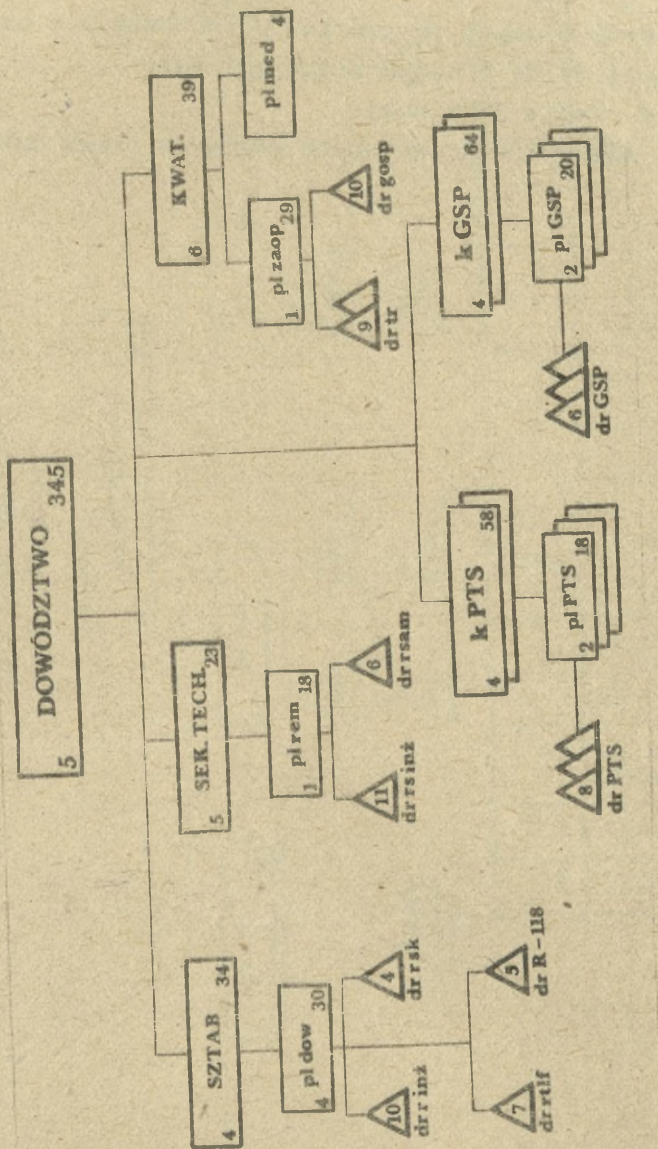 DOWÓDZTWO
5 345
SZTAB
4 34
SEK. TECH.
5 23
KWAT.
6 39
pl dow
4 30
pl rem
1 18
pl zaop
1 29
pl med
4
10
dr r inż
4
dr rsk
11
dr rs inż
6
dr rsam
9
dr tr
10
dr gosp
7
dr rtlf
5
dr R-118
k PTS
4 58
k GSP
4 64
pl PTS
2 18
pl GSP
2 20
8
dr PTS
6
dr GSP